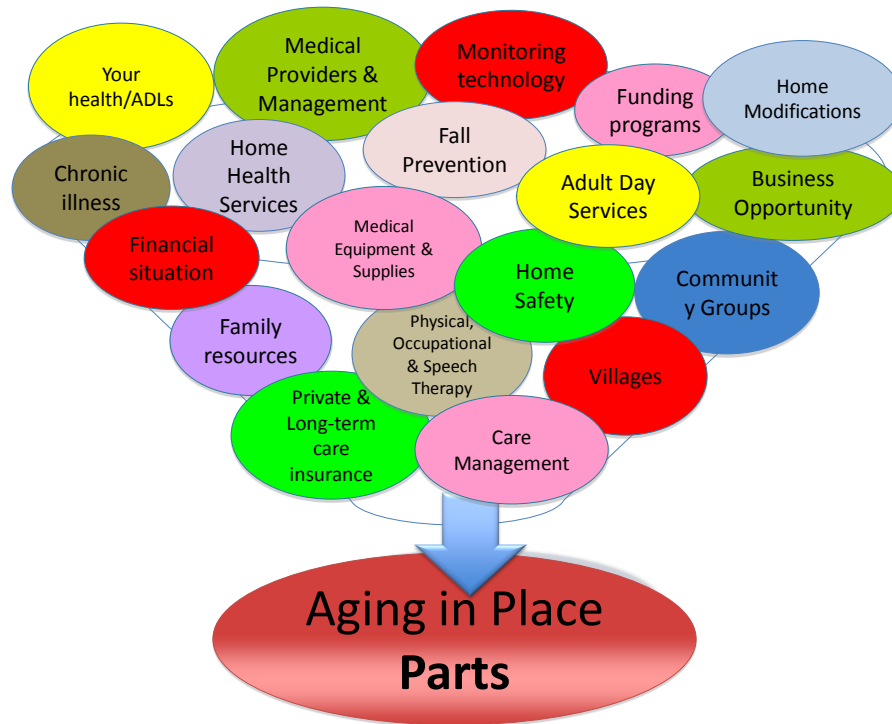 Your
health/ADLs
Medical
Providers &
Management
Monitoring
technology
Funding
programs
Home
Modifications
Chronic
illness
Home
Health
Services
Fall
Prevention
Adult Day
Services
Business
Opportunity
Financial
situation
Medical
Equipment &
Supplies
Home
Safety
Communit
y Groups
Family
resources
Physical,
Occupational
& Speech
Therapy
Villages
Private &
Long-term
care
insurance
Care
Management
Aging in Place
Parts